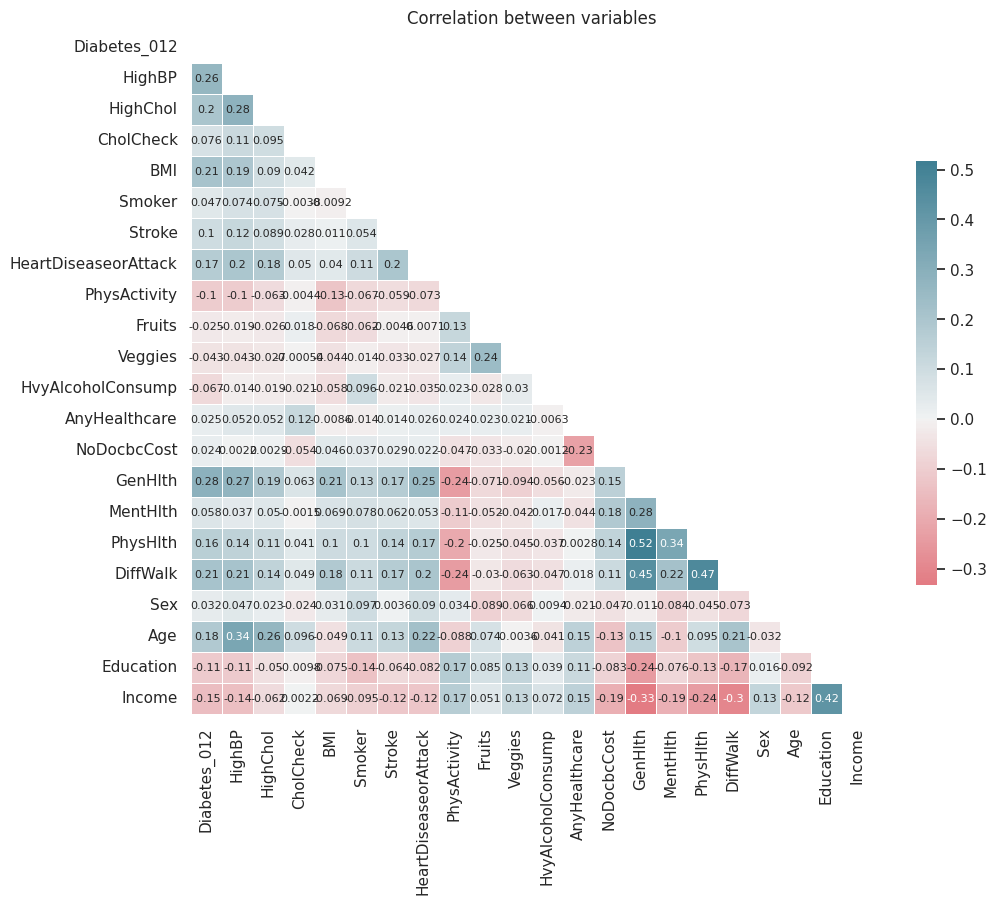 Correlation between variables
Diabetes_012
HighBP 0.26
HighChol 0.2 0.28
CholCheck 0.076 0.11 0.095
BMI 0.21 0.19 0.09 0.042
Smoker 0.047 0.074 0.075 -0.0038 -0.0092
Stroke 0.1 0.12 0.089 0.028 0.011 0.054
HeartDiseaseorAttack 0.17 0.2 0.18 0.05 0.04 0.11 0.2
PhysActivity -0.1 -0.1 -0.063 -0.0044 -0.13 -0.067 -0.059 -0.073
Fruits -0.025 -0.019 -0.026 0.018 -0.068 -0.062 -0.0046 -0.0071 0.13
Veggies -0.043 -0.043 -0.027 -0.00054 -0.044 -0.014 -0.033 -0.027 0.14 0.24
HvyAlcoholConsump -0.067 -0.014 -0.019 -0.021 -0.058 0.096 -0.021 -0.035 0.023 -0.028 0.03
AnyHealthcare 0.025 0.052 0.052 0.12 -0.0086 -0.014 0.014 0.026 0.024 0.023 0.021 -0.0063
NoDocbcCost 0.024 0.0022 0.0029 -0.054 0.046 0.037 0.029 0.022 -0.047 -0.033 -0.02 -0.0012 -0.23
GenHlth 0.28 0.27 0.19 0.063 0.21 0.13 0.17 0.25 -0.24 -0.071 -0.094 -0.056 -0.023 0.15
MentHlth 0.058 0.037 0.05 -0.0015 0.069 0.078 0.062 0.053 -0.11 -0.052 -0.042 0.017 -0.044 0.18 0.28
PhysHlth 0.16 0.14 0.11 0.041 0.1 0.1 0.14 0.17 -0.2 -0.025 -0.045 -0.037 0.0028 0.14 0.52 0.34
DiffWalk 0.21 0.21 0.14 0.049 0.18 0.11 0.17 0.2 -0.24 -0.03 -0.063 -0.047 0.018 0.11 0.45 0.22 0.47
Sex 0.032 0.047 0.023 -0.024 0.031 0.097 0.0036 0.09 0.034 -0.089 -0.066 0.0094 -0.021 -0.047 -0.011 -0.084 -0.045 -0.073
Age 0.18 0.34 0.26 0.096 -0.049 0.11 0.13 0.22 -0.088 0.074 -0.0036 -0.041 0.15 -0.13 0.15 -0.1 0.095 0.21 -0.032
Education -0.11 -0.11 -0.05 -0.0098 -0.075 -0.14 -0.064 -0.082 0.17 0.085 0.13 0.039 0.11 -0.083 -0.24 -0.076 -0.13 -0.17 0.016 -0.092
Income -0.15 -0.14 -0.062 0.0022 -0.069 -0.095 -0.12 -0.12 0.17 0.051 0.13 0.072 0.15 -0.19 -0.33 -0.19 -0.24 -0.3 0.13 -0.12 0.42
Diabetes_012
HighBP
HighChol
CholCheck
BMI
Smoker
Stroke
HeartDiseaseorAttack
PhysActivity
Fruits
Veggies
HvyAlcoholConsump
AnyHealthcare
NoDocbcCost
GenHlth
MentHlth
PhysHlth
DiffWalk
Sex
Age
Education
Income
0.5
0.4
0.3
0.2
0.1
0.0
−0.1
−0.2
−0.3